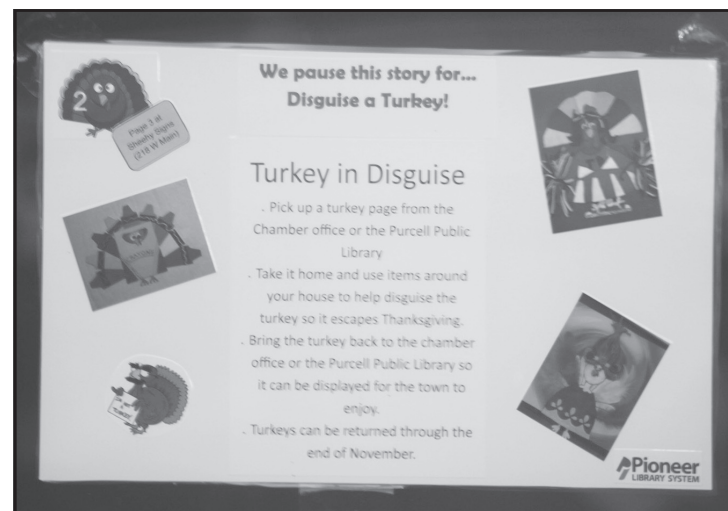 We pause this story for...
Disguise a Turkey!
2
Page 3 at
Sheehy Signs
(218 W Main)
Turkey in Disguise
. Pick up a turkey page from the
Chamber office or the Purcell Public
Library
. Take it home and use items around
your house to help disguise the
turkey so it escapes Thanksgiving.
. Bring the turkey back to the chamber
office or the Purcell Public Library so
it can be displayed for the town to
enjoy.
. Turkeys can be returned through the
end of November.
Pioneer
LIBRARY SYSTEM